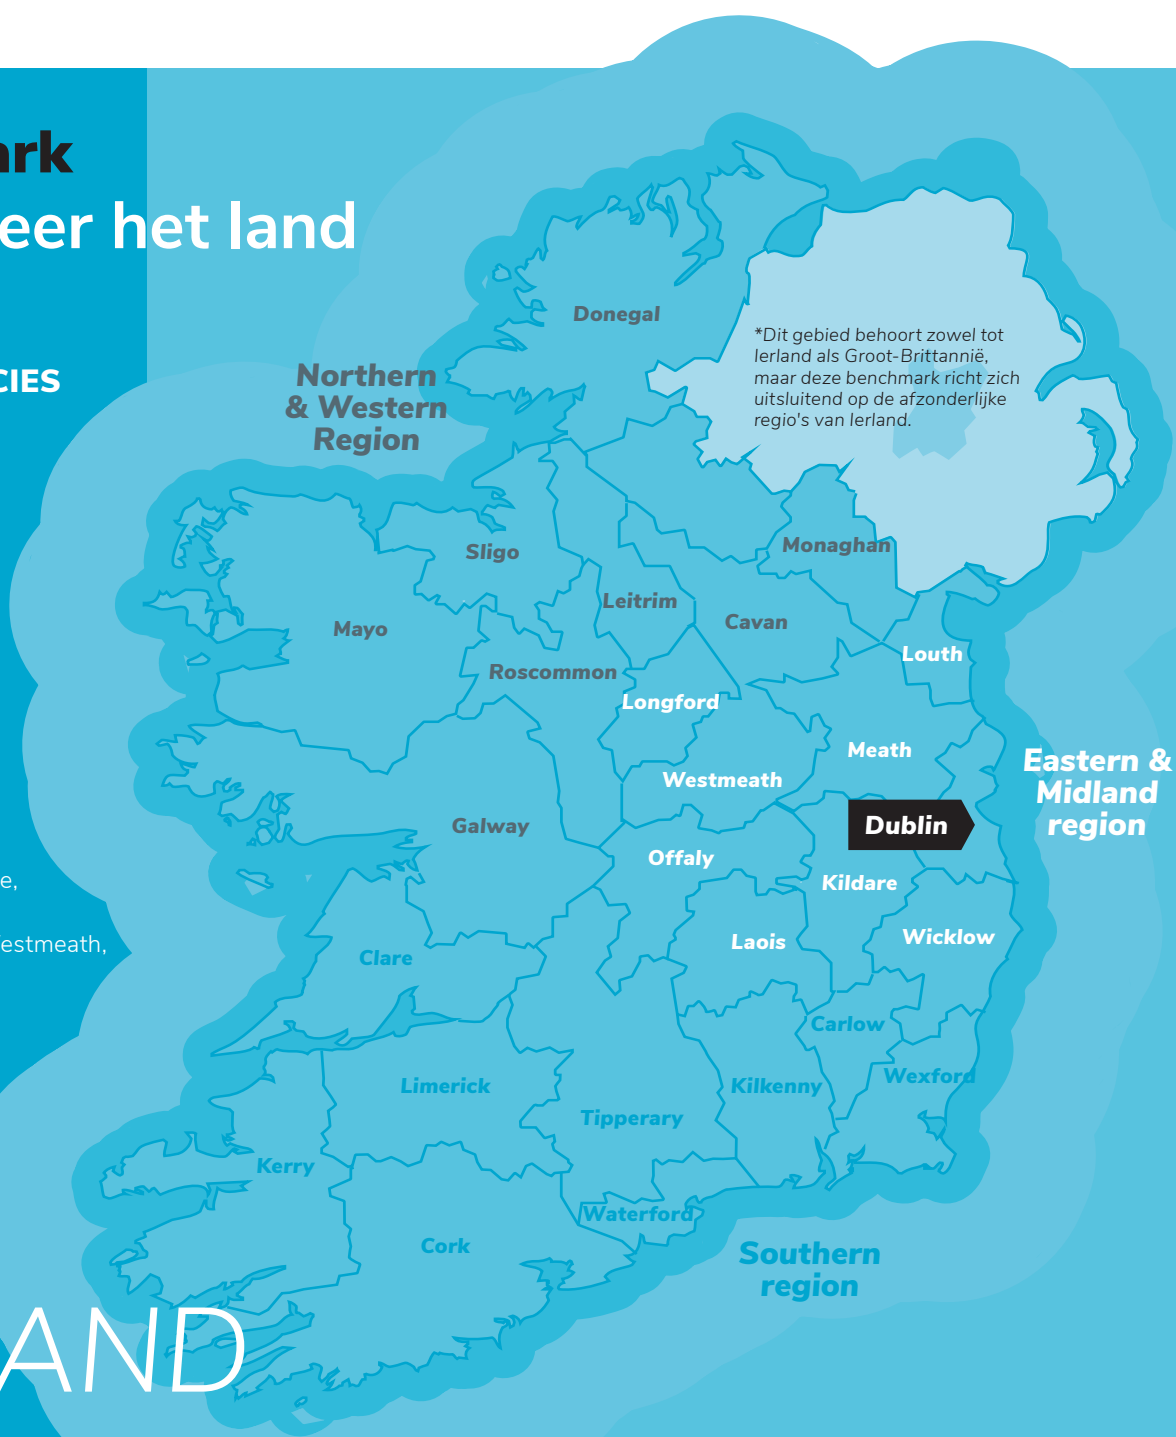 ark
eer het land
CIES
Donegal
*Dit gebied behoort zowel tot
Ierland als Groot-Brittannië,
maar deze benchmark richt zich
uitsluitend op de afzonderlijke
regio's van Ierland.
Northern
& Western
Region
Sligo
Monaghan
Leitrim
Mayo
Cavan
Louth
Roscommon
Longford
Meath
Eastern &
Midland
region
Westmeath
Galway
Dublin
Offaly
Kildare
e,
estmeath,
Laois
Wicklow
Clare
Carlow
Limerick
Kilkenny
Wexford
Tipperary
Kerry
Waterford
Cork
Southern
region
AND